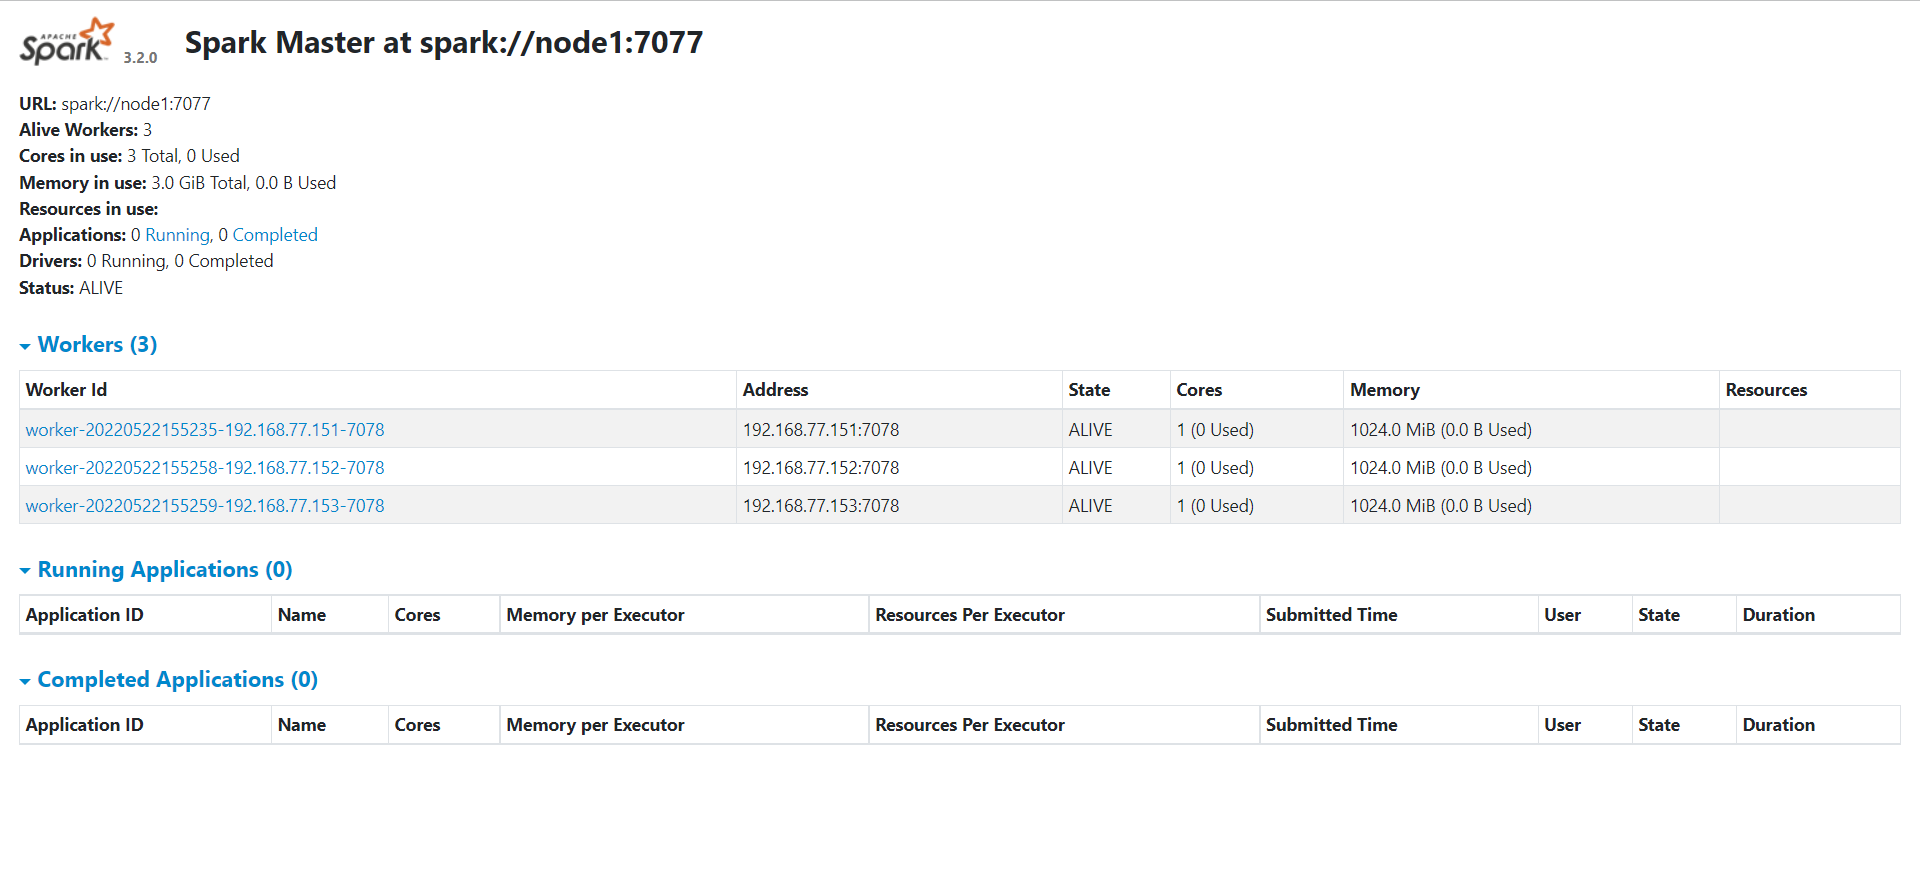 APACHE
Spark 3.2.0 Spark Master at spark://node1:7077
URL: spark://node1:7077
Alive Workers: 3
Cores in use: 3 Total, 0 Used
Memory in use: 3.0 GiB Total, 0.0 B Used
Resources in use:
Applications: 0 Running, 0 Completed
Drivers: 0 Running, 0 Completed
Status: ALIVE
Workers (3)
Worker Id Address State Cores Memory Resources
worker-20220522155235-192.168.77.151-7078 192.168.77.151:7078 ALIVE 1 (0 Used) 1024.0 MiB (0.0 B Used)
worker-20220522155258-192.168.77.152-7078 192.168.77.152:7078 ALIVE 1 (0 Used) 1024.0 MiB (0.0 B Used)
worker-20220522155259-192.168.77.153-7078 192.168.77.153:7078 ALIVE 1 (0 Used) 1024.0 MiB (0.0 B Used)
Running Applications (0)
Application ID Name Cores Memory per Executor Resources Per Executor Submitted Time User State Duration
Completed Applications (0)
Application ID Name Cores Memory per Executor Resources Per Executor Submitted Time User State Duration